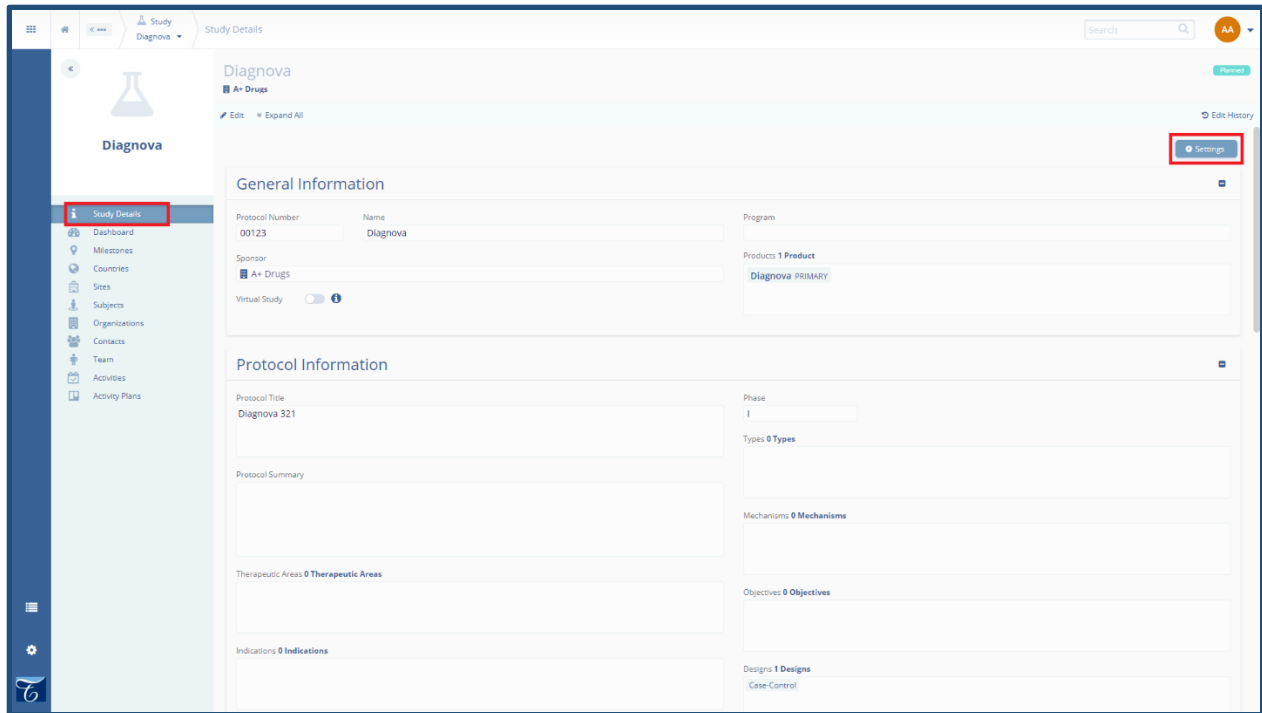 Study
Diagnova
Study Details
Search
AA
Diagnova
A+ Drugs
Planned
Edit
Expand All
Edit History
Settings
Diagnova
Study Details
Dashboard
Milestones
Countries
Sites
Subjects
Organizations
Contacts
Team
Activities
Activity Plans
General Information
Protocol Number
Name
Program
00123
Diagnova
Sponsor
Products 1 Product
A+ Drugs
Diagnova PRIMARY
Virtual Study
Protocol Information
Protocol Title
Phase
Diagnova 321
I
Types 0 Types
Protocol Summary
Mechanisms 0 Mechanisms
Therapeutic Areas 0 Therapeutic Areas
Objectives 0 Objectives
Indications 0 Indications
Designs 1 Designs
Case-Control